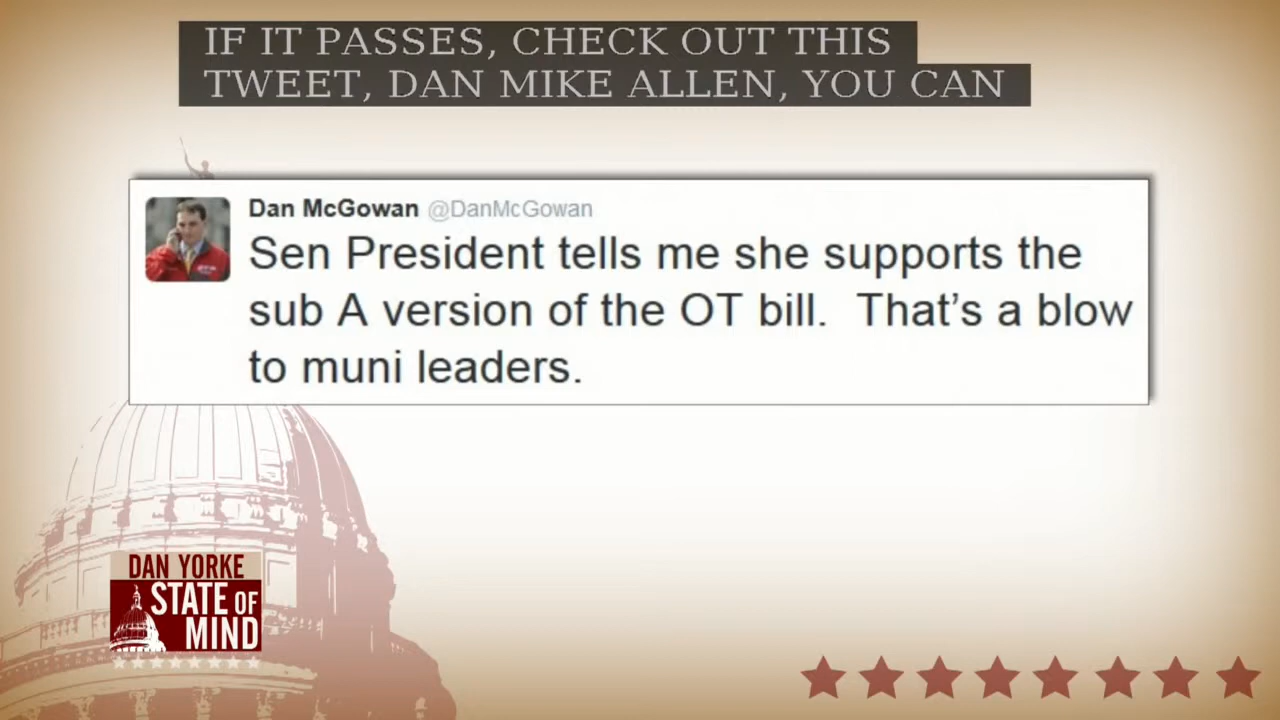 IF IT PASSES, CHECK OUT THIS
TWEET, DAN MIKE ALLEN, YOU CAN
Dan McGowan @DanMcGowan
Sen President tells me she supports the
sub A version of the OT bill.  That’s a blow
to muni leaders.
DAN YORKE
STATE OF
MIND